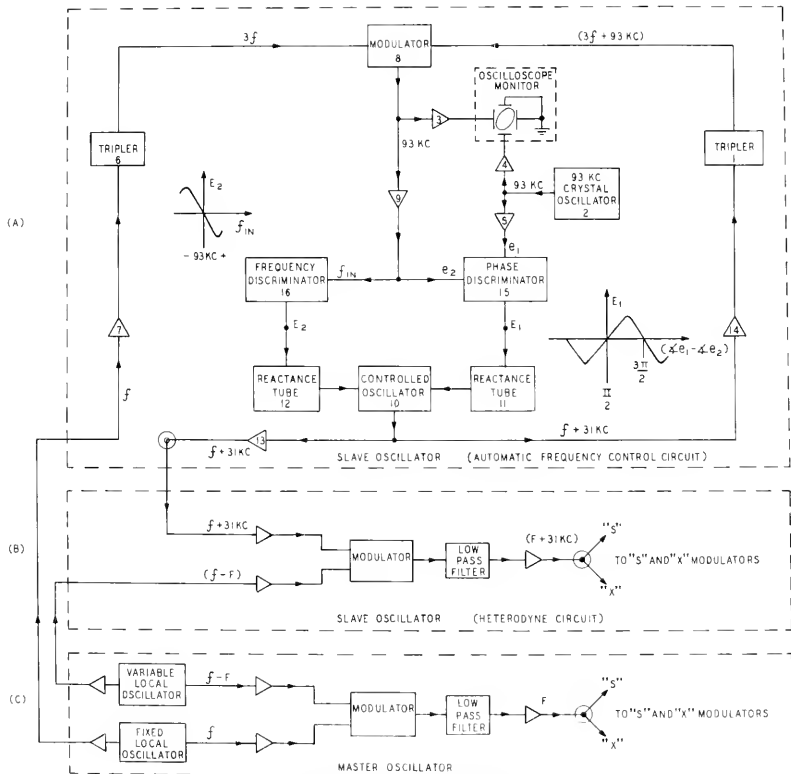 3f
MODULATOR
8
(3f + 93 KC)
OSCILLOSCOPE
MONITOR
3
93 KC
4
TRIPLER
6
TRIPLER
1
93 KC
93 KC
CRYSTAL
OSCILLATOR
2
E2
fIN
- 93KC +
9
5
e1
(A)
FREQUENCY
DISCRIMINATOR
16
fIN
e2
PHASE
DISCRIMINATOR
15
E1
(∡e1-∡e2)
π
2
3π
2
7
14
E2
E1
f
REACTANCE
TUBE
12
CONTROLLED
OSCILLATOR
10
REACTANCE
TUBE
11
f+31KC
13
f+31KC
SLAVE OSCILLATOR (AUTOMATIC FREQUENCY CONTROL CIRCUIT)
(B)
f+31KC
(f-F)
MODULATOR
LOW
PASS
FILTER
(F+31KC)
"S"
TO "S" AND "X" MODULATORS
"X"
SLAVE OSCILLATOR (HETERODYNE CIRCUIT)
(C)
VARIABLE
LOCAL
OSCILLATOR
f-F
FIXED
LOCAL
OSCILLATOR
f
MODULATOR
LOW
PASS
FILTER
F
"S"
TO "S" AND "X" MODULATORS
"X"
MASTER OSCILLATOR